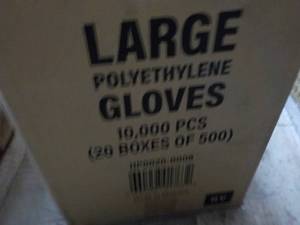 LARGE
POLYETHYLENE
GLOVES
10,000 PCS
(20 BOXES OF 500)